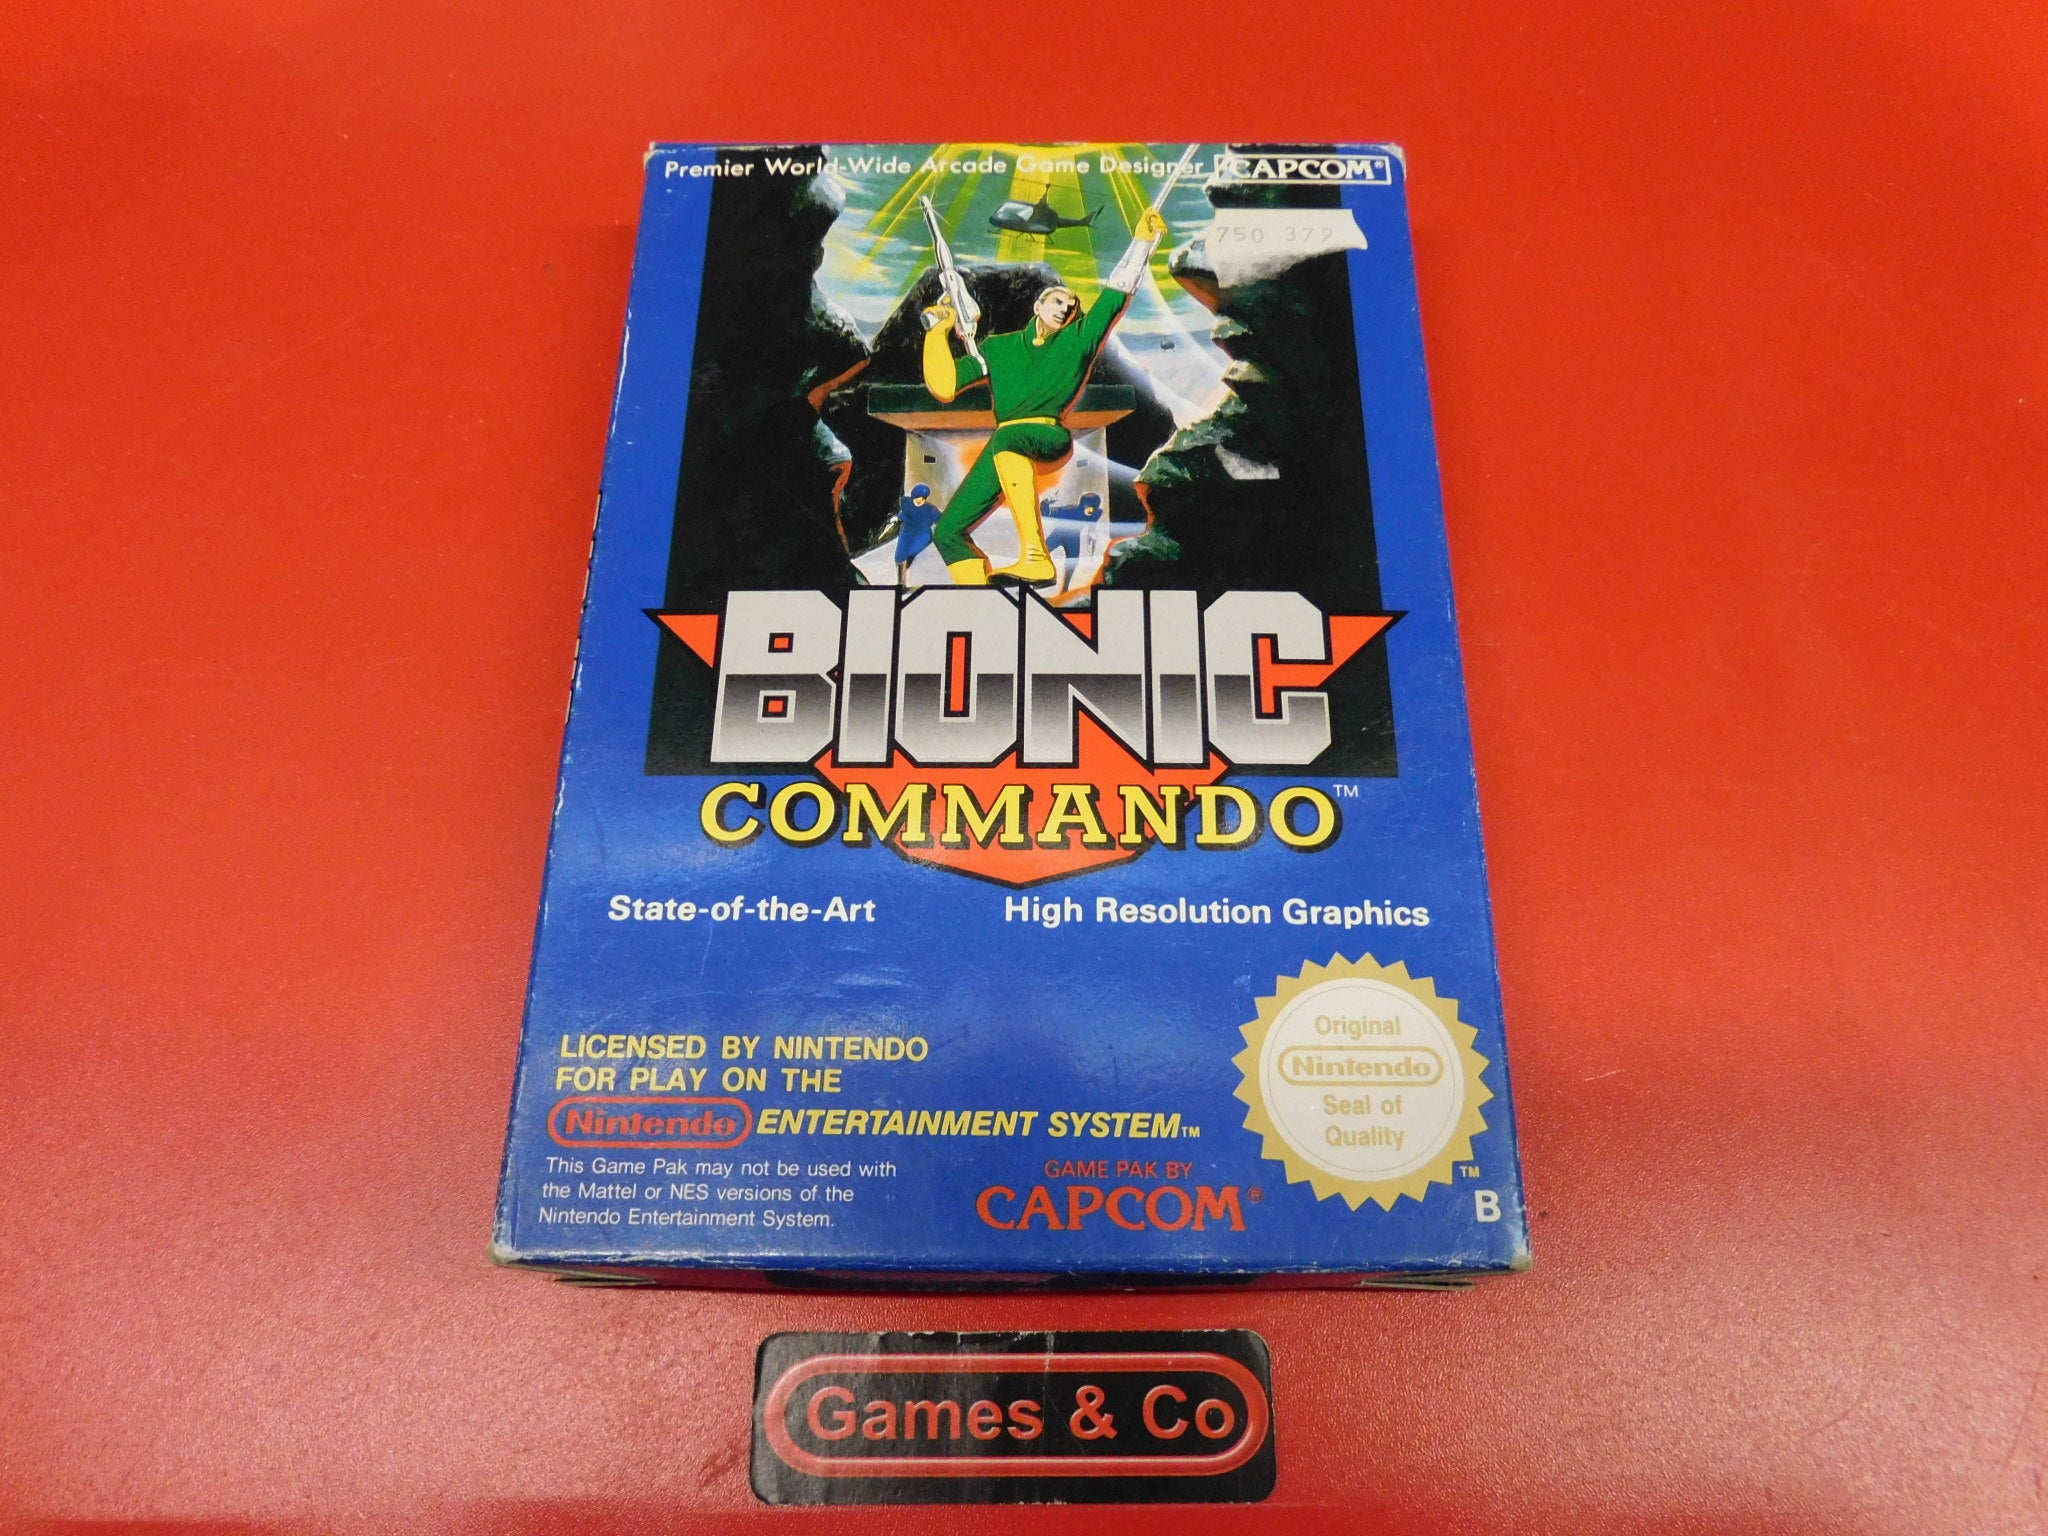 Premier World-Wide Arcade Game Designer CAPCOM®
750 379
BIONIC
COMMANDO™
State-of-the-Art High Resolution Graphics
LICENSED BY NINTENDO
FOR PLAY ON THE
Nintendo ENTERTAINMENT SYSTEM™
This Game Pak may not be used with
the Mattel or NES versions of the
Nintendo Entertainment System.
GAME PAK BY
CAPCOM®
Original
Nintendo
Seal of
Quality
™
B
Games & Co